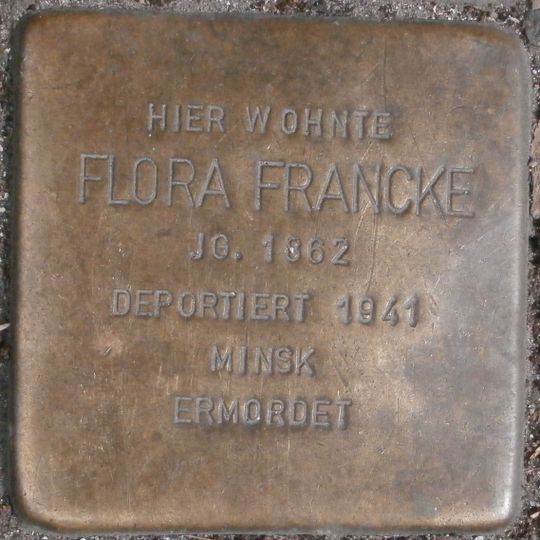 HIER WOHNTE
FLORA FRANCKE
JG. 1862
DEPORTIERT 1941
MINSK
ERMORDET